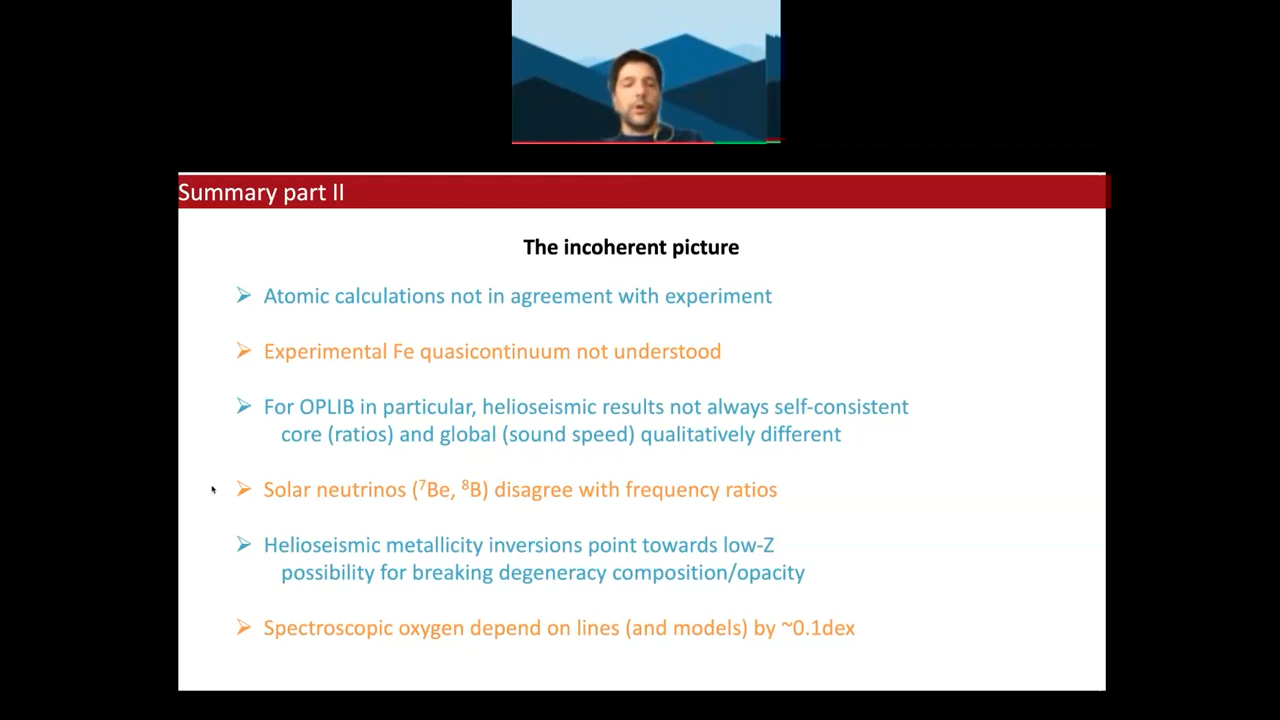 Summary part II
The incoherent picture
➢ Atomic calculations not in agreement with experiment
➢ Experimental Fe quasicontinuum not understood
➢ For OPLIB in particular, helioseismic results not always self-consistent
core (ratios) and global (sound speed) qualitatively different
➢ Solar neutrinos (⁷Be, ⁸B) disagree with frequency ratios
➢ Helioseismic metallicity inversions point towards low-Z
possibility for breaking degeneracy composition/opacity
➢ Spectroscopic oxygen depend on lines (and models) by ~0.1dex